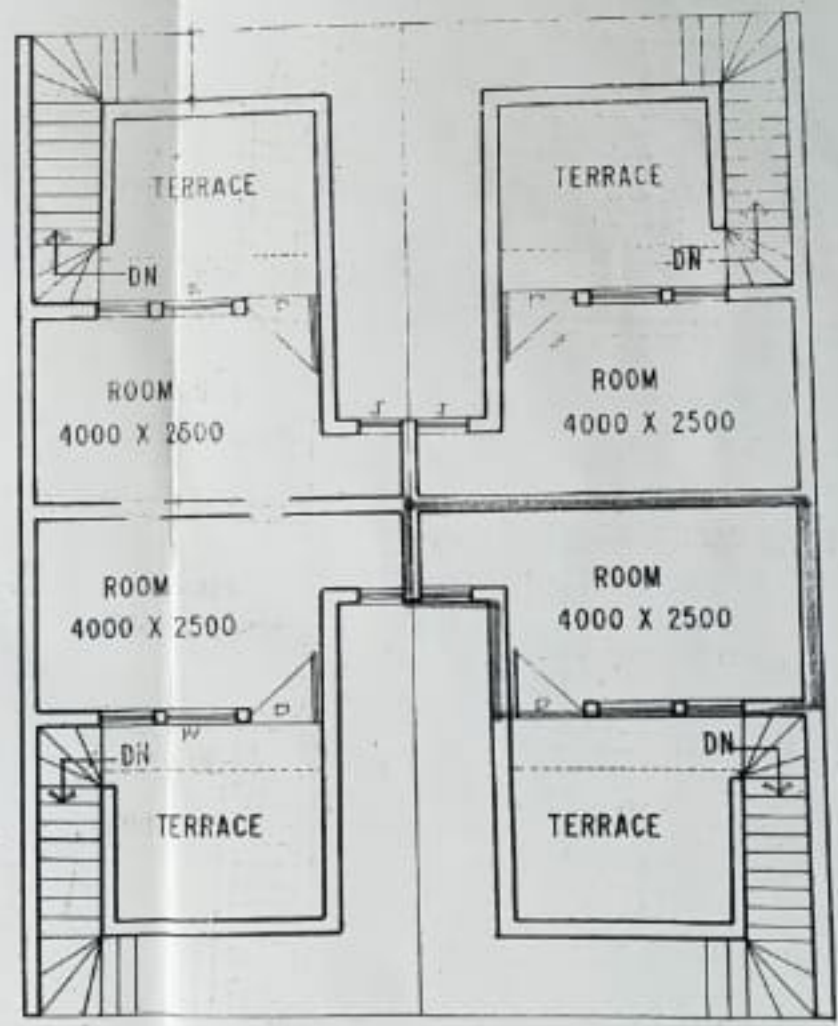 TERRACE
TERRACE
DN
DN
D
ROOM
4000 X 2500
ROOM
4000 X 2500
J
J
ROOM
4000 X 2500
ROOM
4000 X 2500
D
D
W
DN
DN
TERRACE
TERRACE